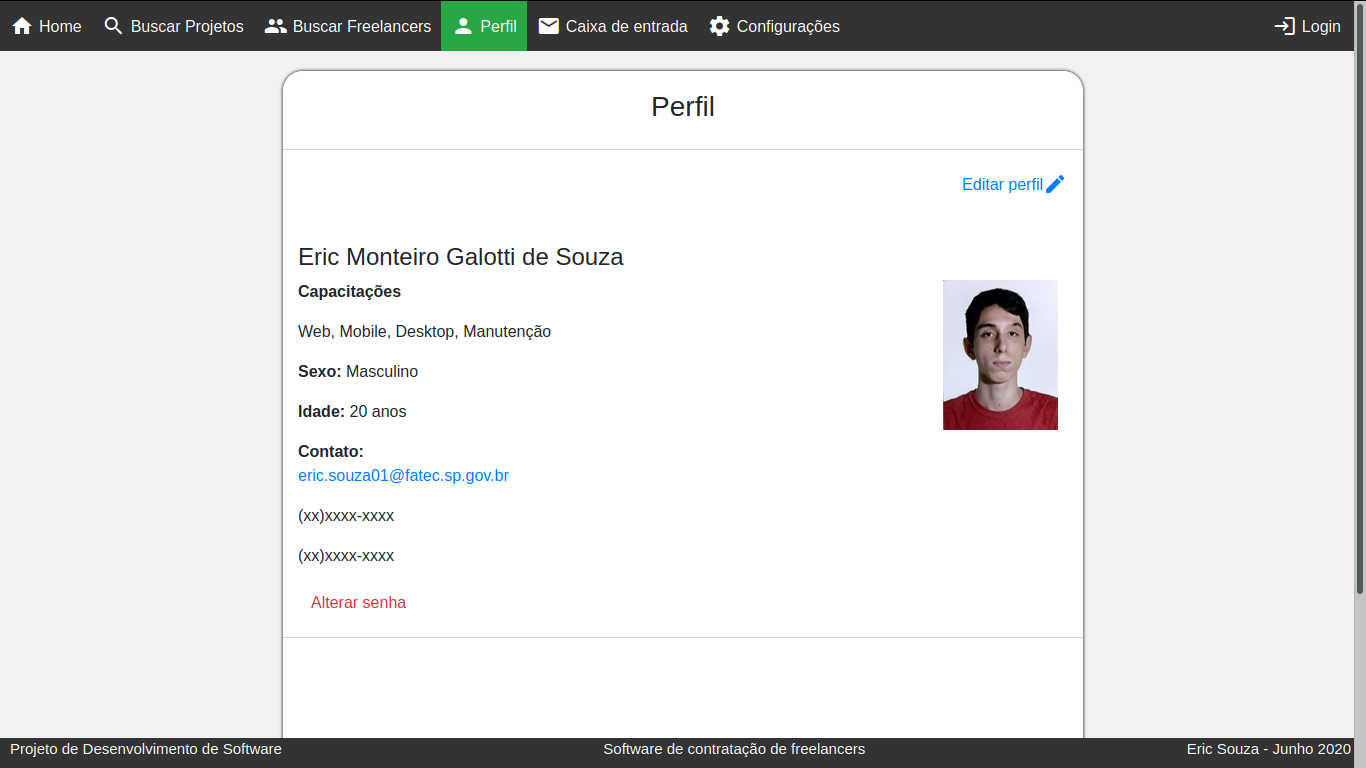 Home Buscar Projetos Buscar Freelancers Perfil Caixa de entrada Configurações Login
Perfil
Editar perfil
Eric Monteiro Galotti de Souza
Capacitações
Web, Mobile, Desktop, Manutenção
Sexo: Masculino
Idade: 20 anos
Contato:
eric.souza01@fatec.sp.gov.br
(xx)xxxx-xxxx
(xx)xxxx-xxxx
Alterar senha
Projeto de Desenvolvimento de Software Software de contratação de freelancers Eric Souza - Junho 2020